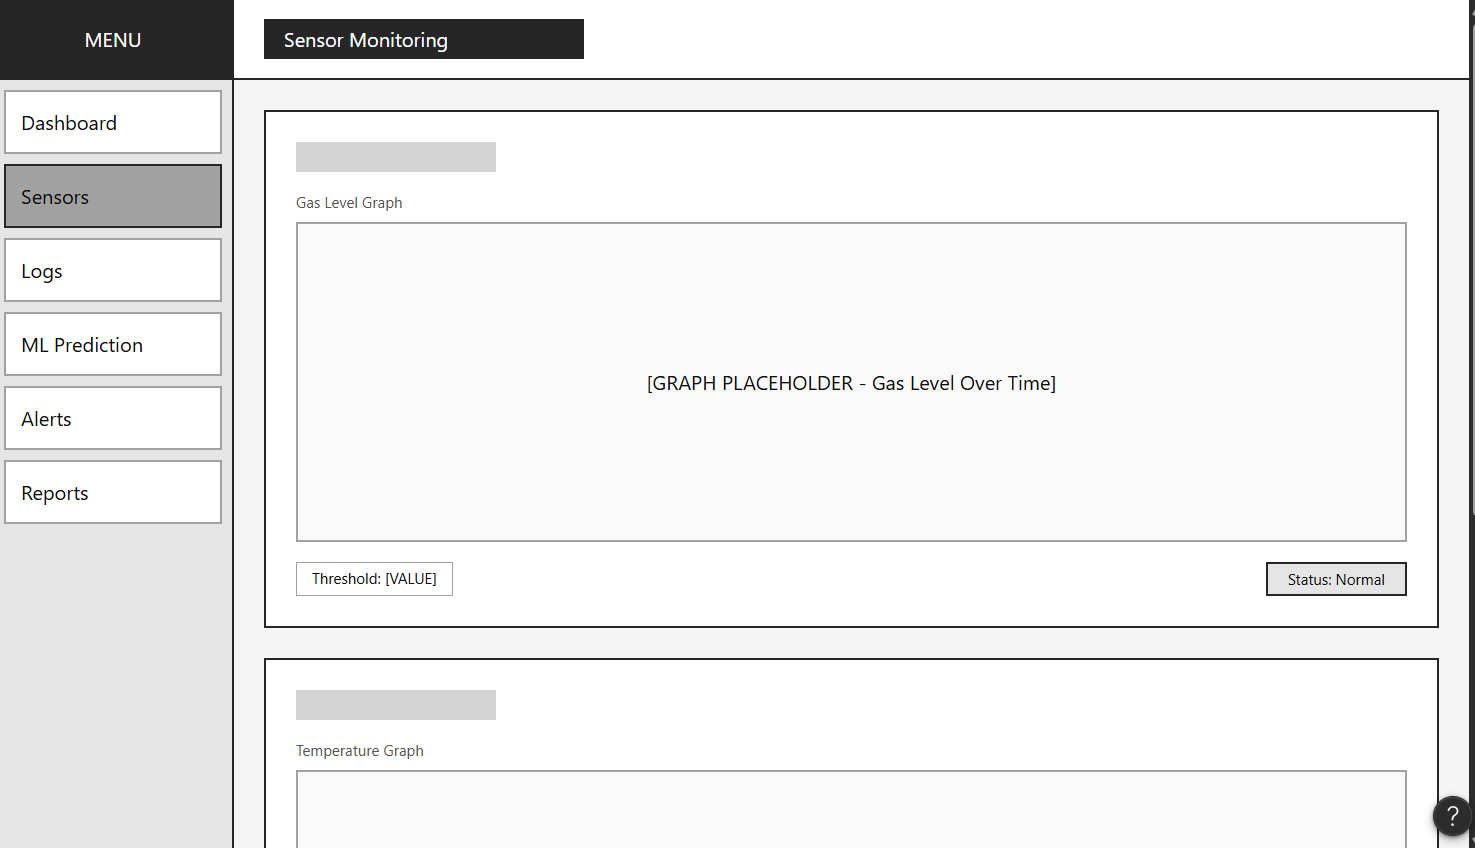 MENU
Sensor Monitoring
Dashboard
Sensors
Logs
ML Prediction
Alerts
Reports
Gas Level Graph
[GRAPH PLACEHOLDER - Gas Level Over Time]
Threshold: [VALUE]
Status: Normal
Temperature Graph
?